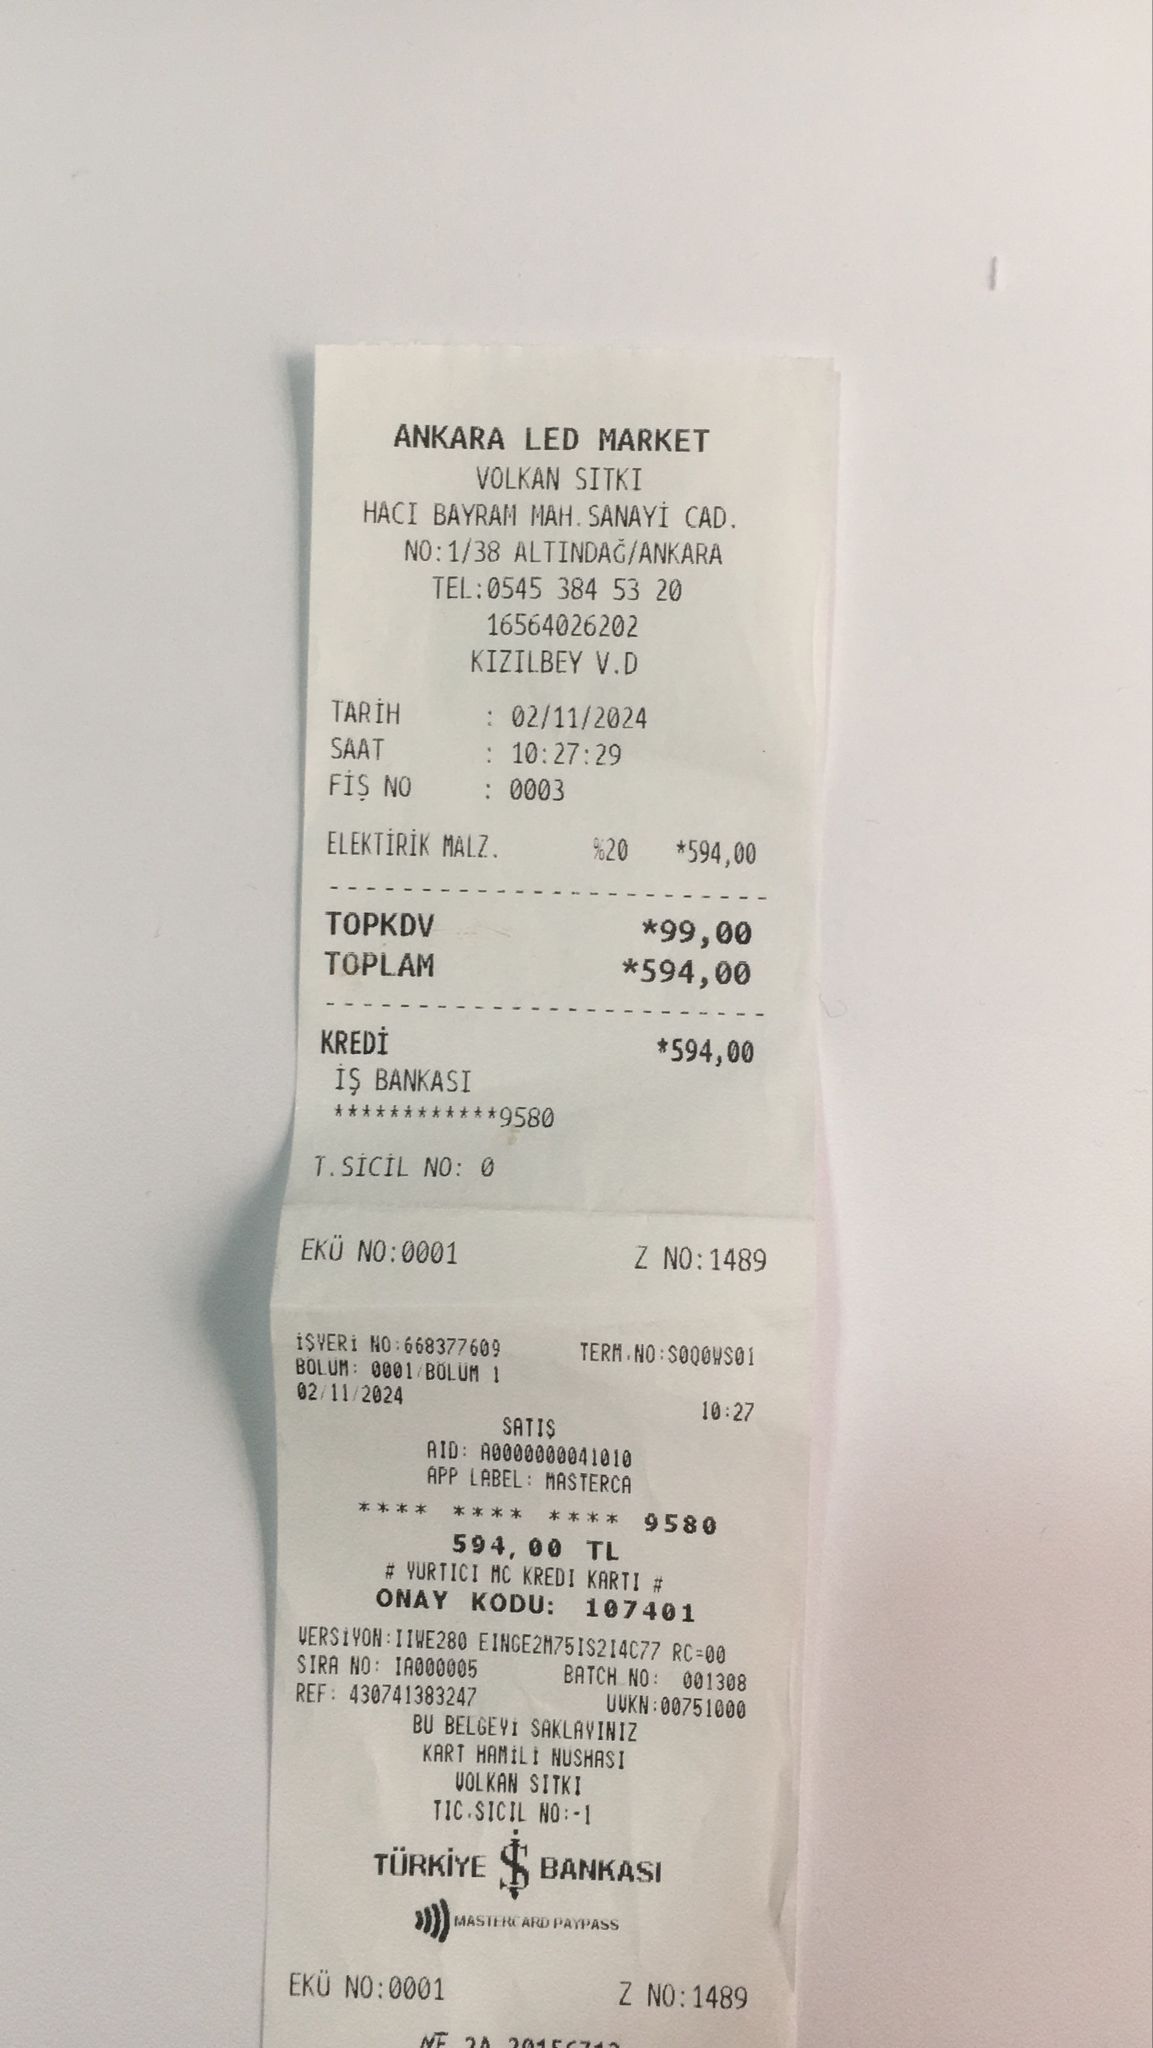 ANKARA LED MARKET
VOLKAN SITKI
HACI BAYRAM MAH.SANAYİ CAD.
NO:1/38 ALTINDAĞ/ANKARA
TEL:0545 384 53 20
16564026202
KIZILBEY V.D
TARİH : 02/11/2024
SAAT : 10:27:29
FİŞ NO : 0003
ELEKTİRİK MALZ. %20 *594,00
TOPKDV *99,00
TOPLAM *594,00
KREDİ *594,00
İŞ BANKASI
************9580
T.SİCİL NO: 0
EKÜ NO:0001 Z NO:1489
İŞYERİ NO:668377609 TERM.NO:S0Q0WS01
BÖLÜM: 0001/BÖLÜM 1
02/11/2024 10:27
SATIŞ
AID: A0000000041010
APP LABEL: MASTERCA
**** **** **** 9580
594,00 TL
# YURTICI MC KREDI KARTI #
ONAY KODU: 107401
VERSİYON:IIWE280 EINGE2M75IS2I4C77 RC=00
SIRA NO: IA000005 BATCH NO: 001308
REF: 430741383247 UVKN:00751000
BU BELGEYİ SAKLAYINIZ
KART HAMİLİ NUSHASI
VOLKAN SITKI
TIC.SICIL NO:-1
TÜRKİYE İŞ BANKASI
MASTERCARD PAYPASS
EKÜ NO:0001 Z NO:1489